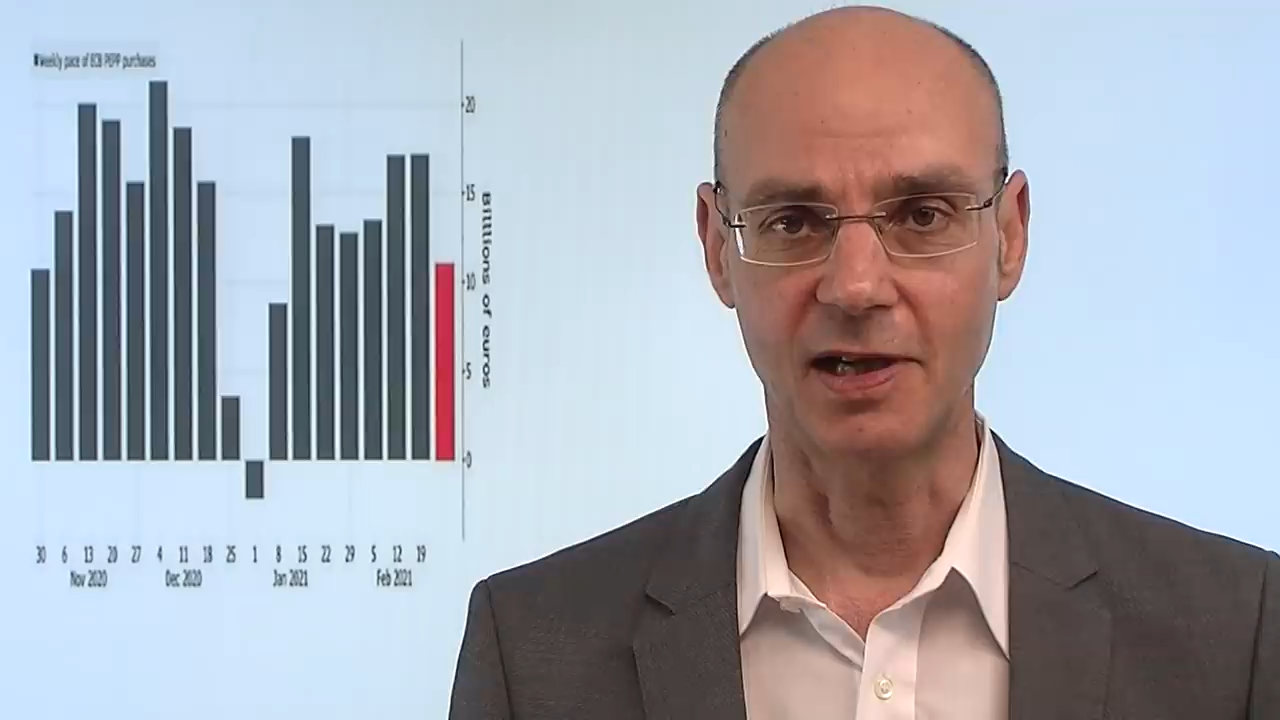 Weekly pace of ECB PEPP purchases
20
15
10
5
0
Billlions of euros
30 6 13 20 27 4 11 18 25 1 8 15 22 29 5 12 19
Nov 2020 Dec 2020 Jan 2021 Feb 2021